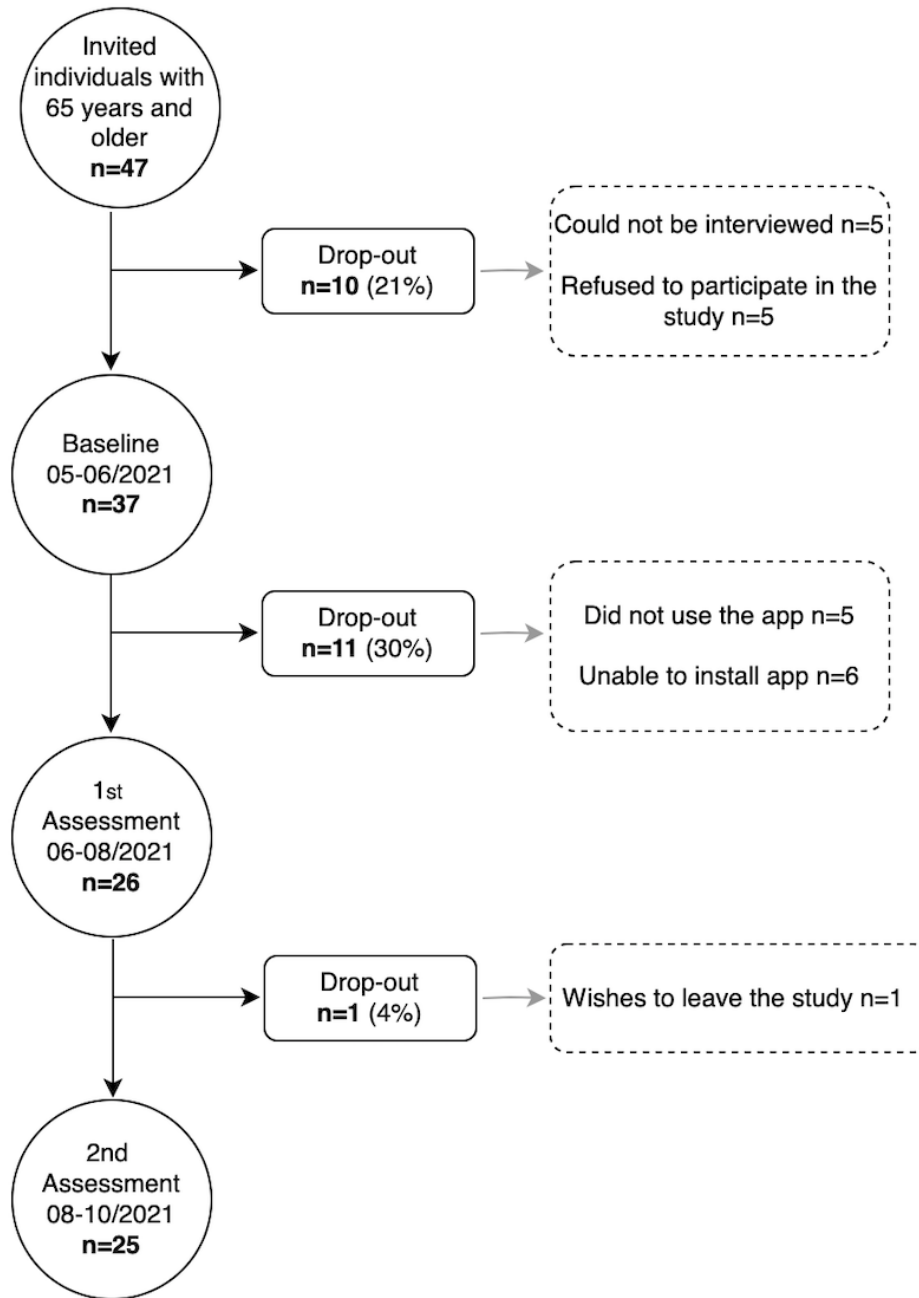 Invited
individuals with
65 years and
older
n=47
Drop-out
n=10 (21%)
Could not be interviewed n=5
Refused to participate in the
study n=5
Baseline
05-06/2021
n=37
Drop-out
n=11 (30%)
Did not use the app n=5
Unable to install app n=6
1st
Assessment
06-08/2021
n=26
Drop-out
n=1 (4%)
Wishes to leave the study n=1
2nd
Assessment
08-10/2021
n=25